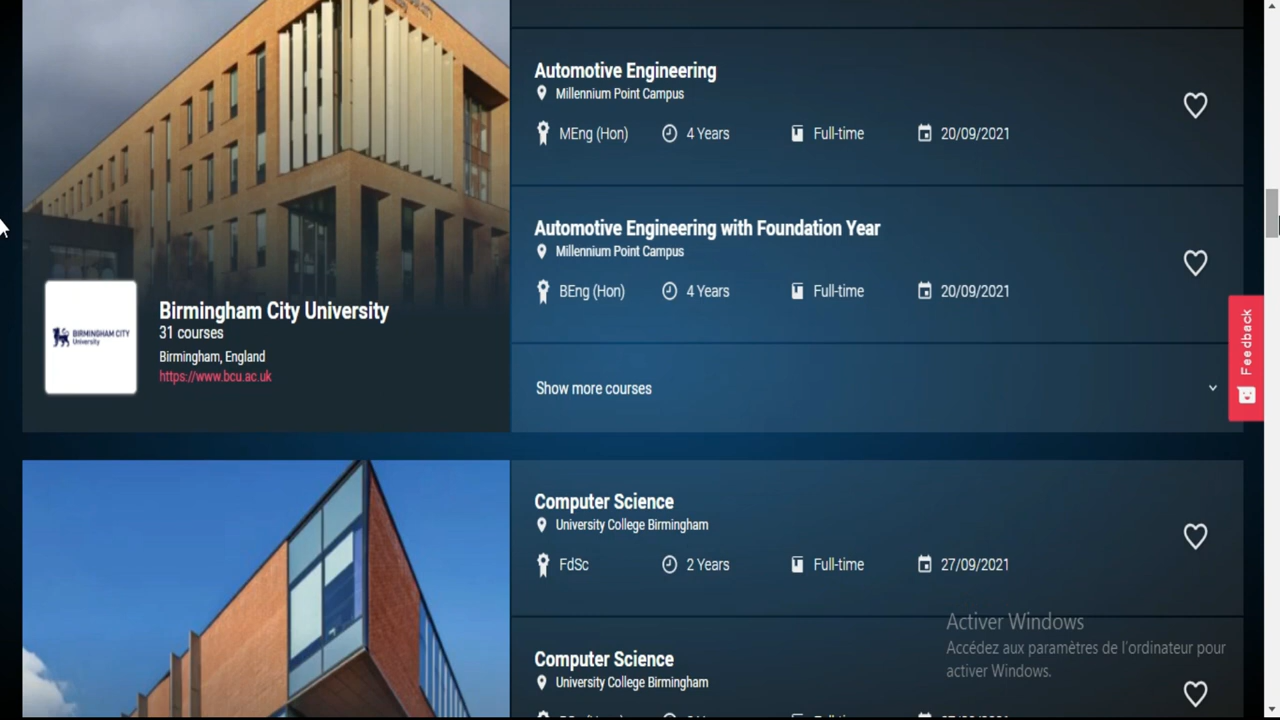 Automotive Engineering
Millennium Point Campus
MEng (Hon) 4 Years Full-time 20/09/2021
Automotive Engineering with Foundation Year
Millennium Point Campus
BEng (Hon) 4 Years Full-time 20/09/2021
BIRMINGHAM CITY
University
Birmingham City University
31 courses
Birmingham, England
https://www.bcu.ac.uk
Show more courses
Feedback
Computer Science
University College Birmingham
FdSc 2 Years Full-time 27/09/2021
Computer Science
University College Birmingham
Activer Windows
Accédez aux paramètres de l'ordinateur pour
activer Windows.